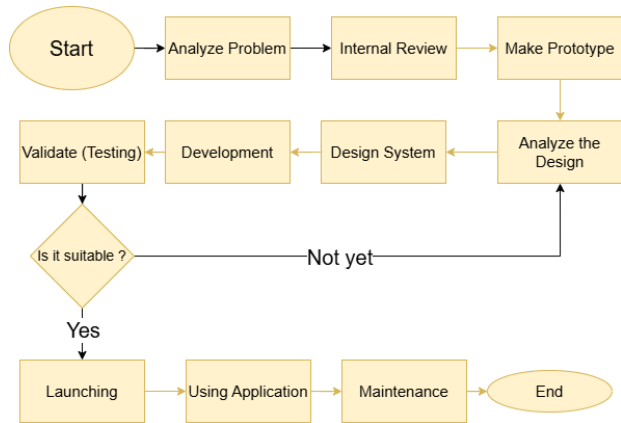 Start
Analyze Problem
Internal Review
Make Prototype
Validate (Testing)
Development
Design System
Analyze the
Design
Is it suitable ?
Not yet
Yes
Launching
Using Application
Maintenance
End